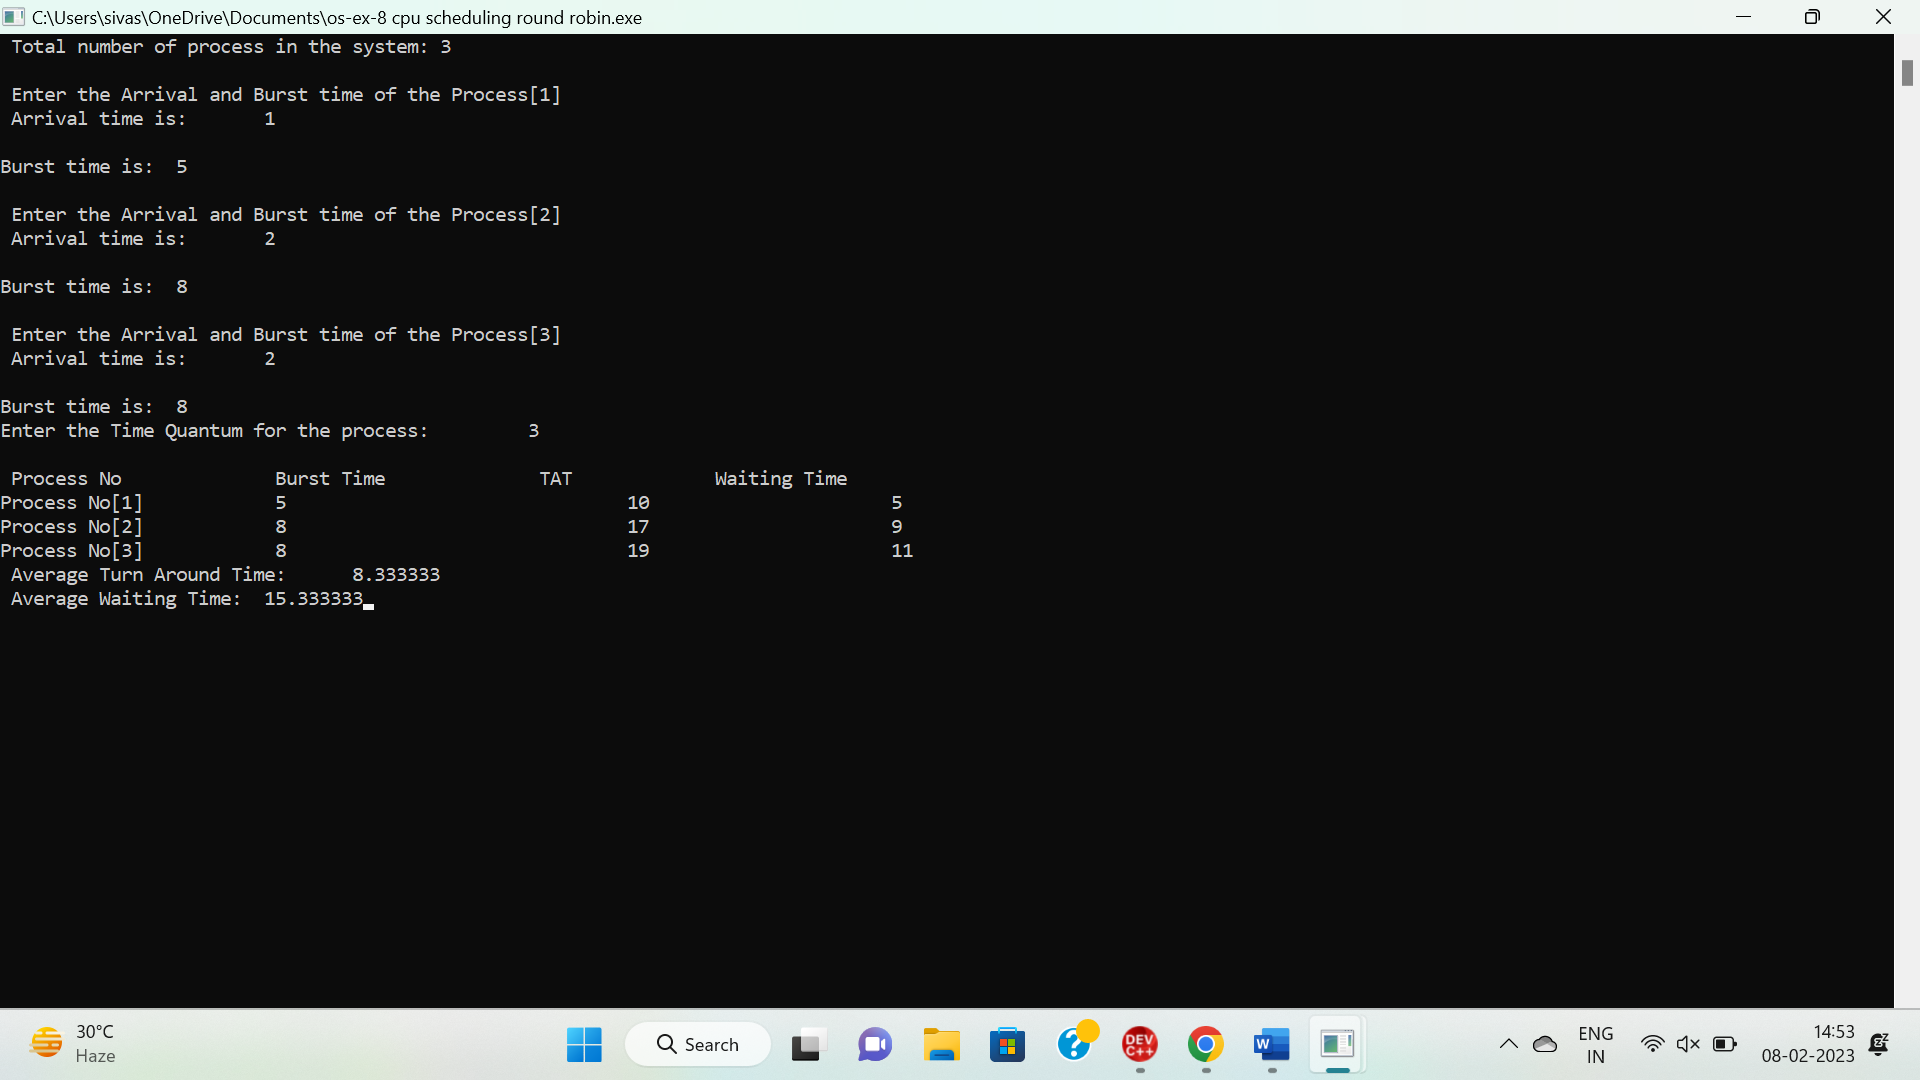 C:\Users\sivas\OneDrive\Documents\os-ex-8 cpu scheduling round robin.exe
Total number of process in the system: 3
Enter the Arrival and Burst time of the Process[1]
Arrival time is: 1
Burst time is: 5
Enter the Arrival and Burst time of the Process[2]
Arrival time is: 2
Burst time is: 8
Enter the Arrival and Burst time of the Process[3]
Arrival time is: 2
Burst time is: 8
Enter the Time Quantum for the process: 3
Process No Burst Time TAT Waiting Time
Process No[1] 5 10 5
Process No[2] 8 17 9
Process No[3] 8 19 11
Average Turn Around Time: 8.333333
Average Waiting Time: 15.333333
30°C
Haze
Search
DEV
C++
W
ENG
IN
14:53
08-02-2023